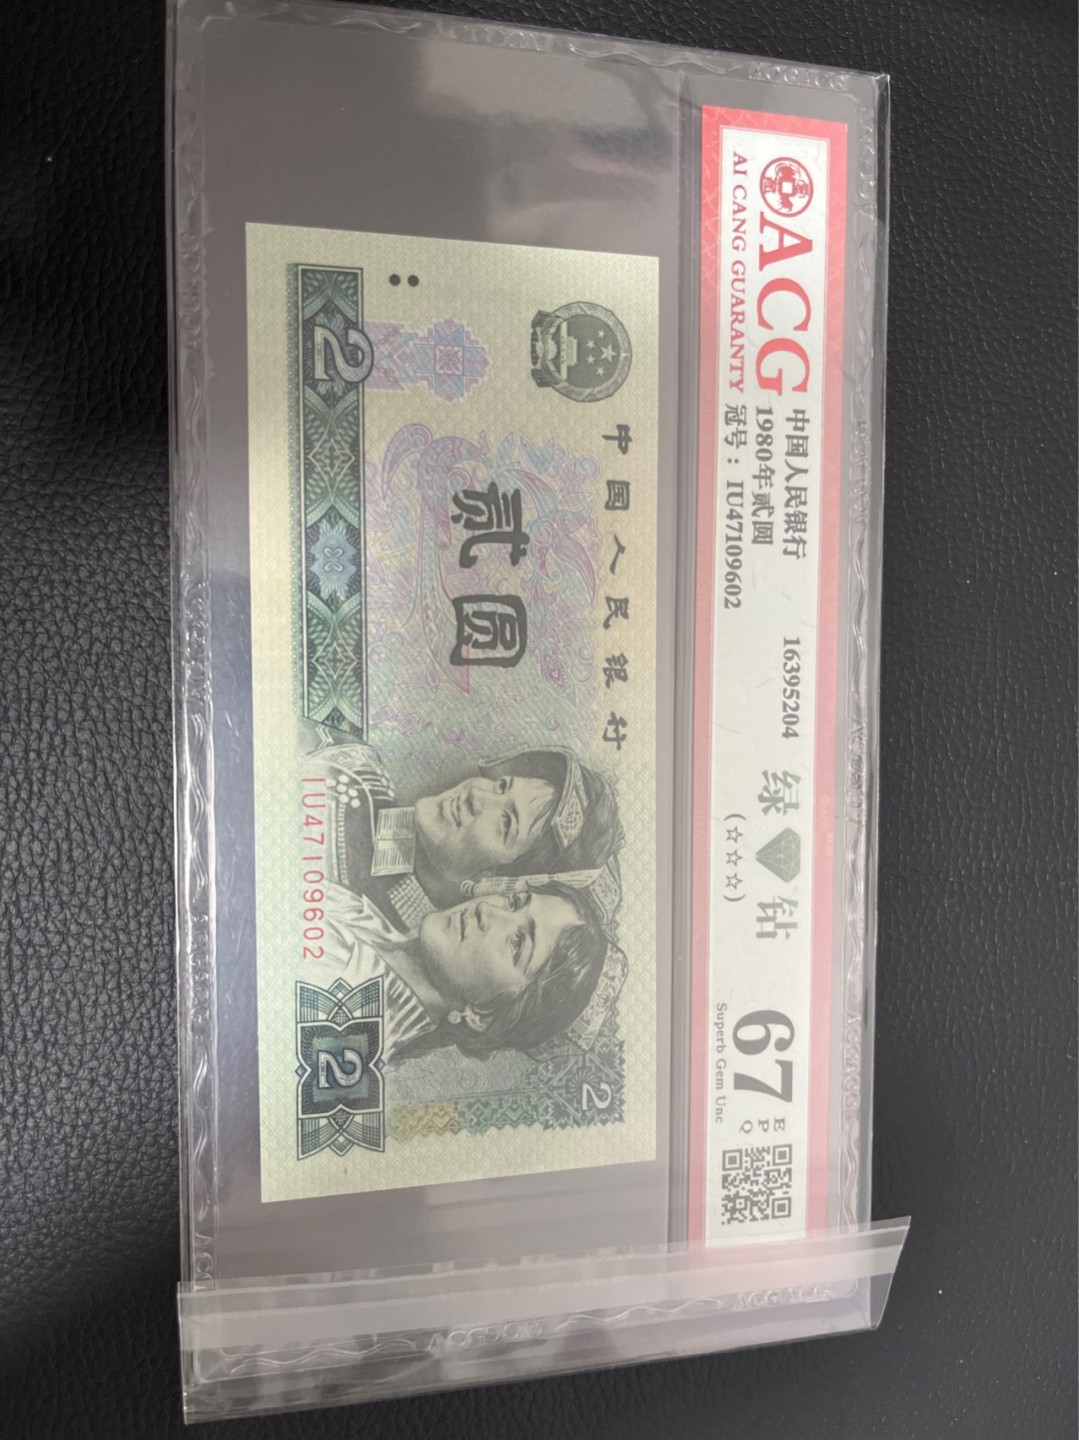 ACG
AI CANG GUARANTY
中国人民银行 16395204
1980年贰圆
冠号：IU47109602
绿 钻
(☆☆☆)
67
EPQ
Superb Gem Unc
中国人民银行
贰圆
2
IU47109602
2
2